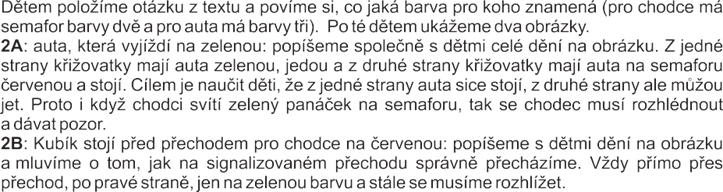 Dětem položíme otázku z textu a povíme si, co jaká barva pro koho znamená (pro chodce má
semafor barvy dvě a pro auta má barvy tři).  Po té dětem ukážeme dva obrázky.
2A: auta, která vyjíždí na zelenou: popíšeme společně s dětmi celé dění na obrázku. Z jedné
strany křižovatky mají auta zelenou, jedou a z druhé strany křižovatky mají auta na semaforu
červenou a stojí. Cílem je naučit děti, že z jedné strany auta sice stojí, z druhé strany ale můžou
jet. Proto i když chodci svítí zelený panáček na semaforu, tak se chodec musí rozhlédnout
a dávat pozor.
2B: Kubík stojí před přechodem pro chodce na červenou: popíšeme s dětmi dění na obrázku
a mluvíme o tom, jak na signalizovaném přechodu správně přecházíme. Vždy přímo přes
přechod, po pravé straně, jen na zelenou barvu a stále se musíme rozhlížet.